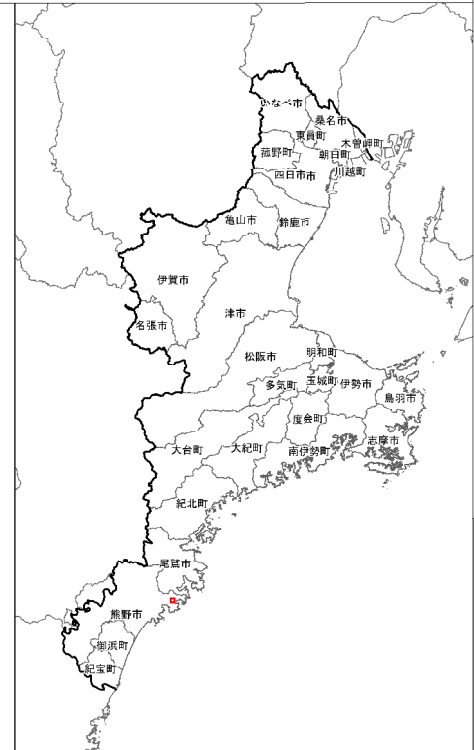 いなべ市
桑名市
東員町
木曽岬町
菰野町
朝日町
川越町
四日市市
亀山市
鈴鹿市
伊賀市
津市
名張市
松阪市
明和町
多気町
玉城町
伊勢市
鳥羽市
度会町
志摩市
大台町
大紀町
南伊勢町
紀北町
尾鷲市
熊野市
御浜町
紀宝町